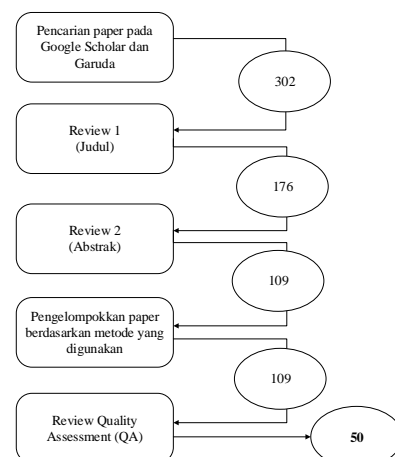 Pencarian paper pada
Google Scholar dan
Garuda
302
Review 1
(Judul)
176
Review 2
(Abstrak)
109
Pengelompokkan paper
berdasarkan metode yang
digunakan
109
Review Quality
Assessment (QA)
50